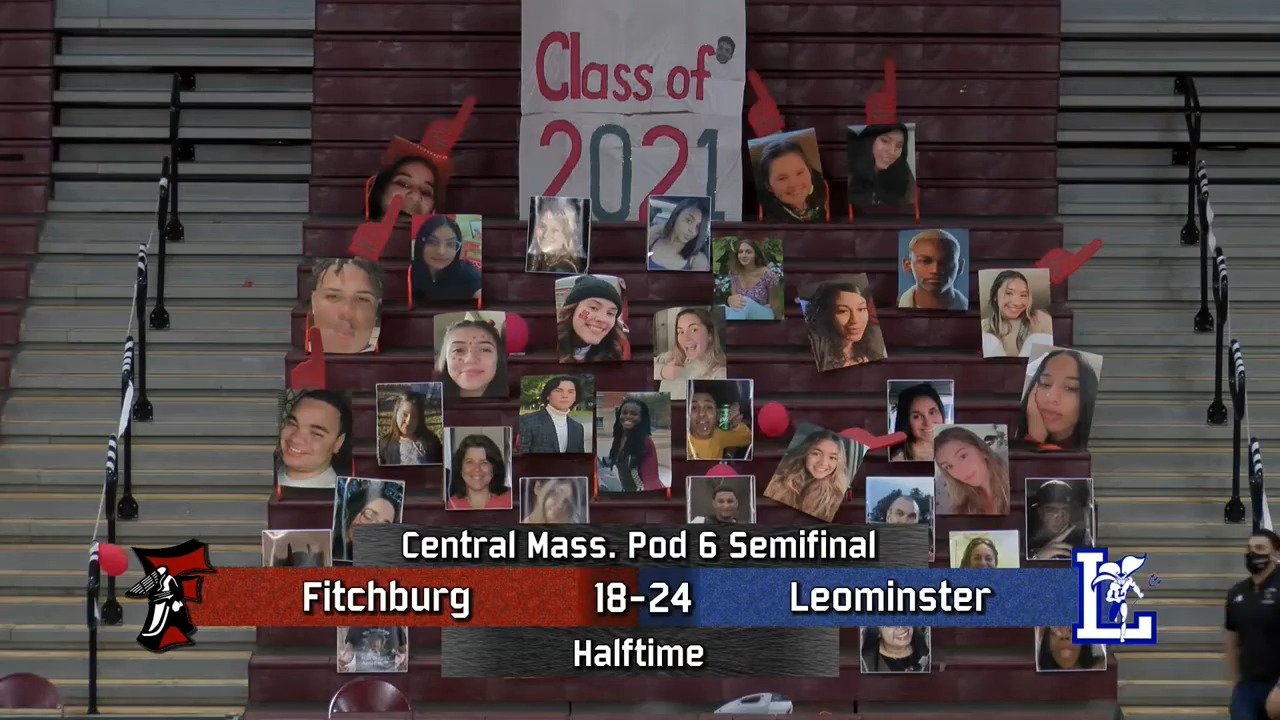 Class of
2021
Central Mass. Pod 6 Semifinal
Fitchburg 18-24 Leominster
F L
Halftime